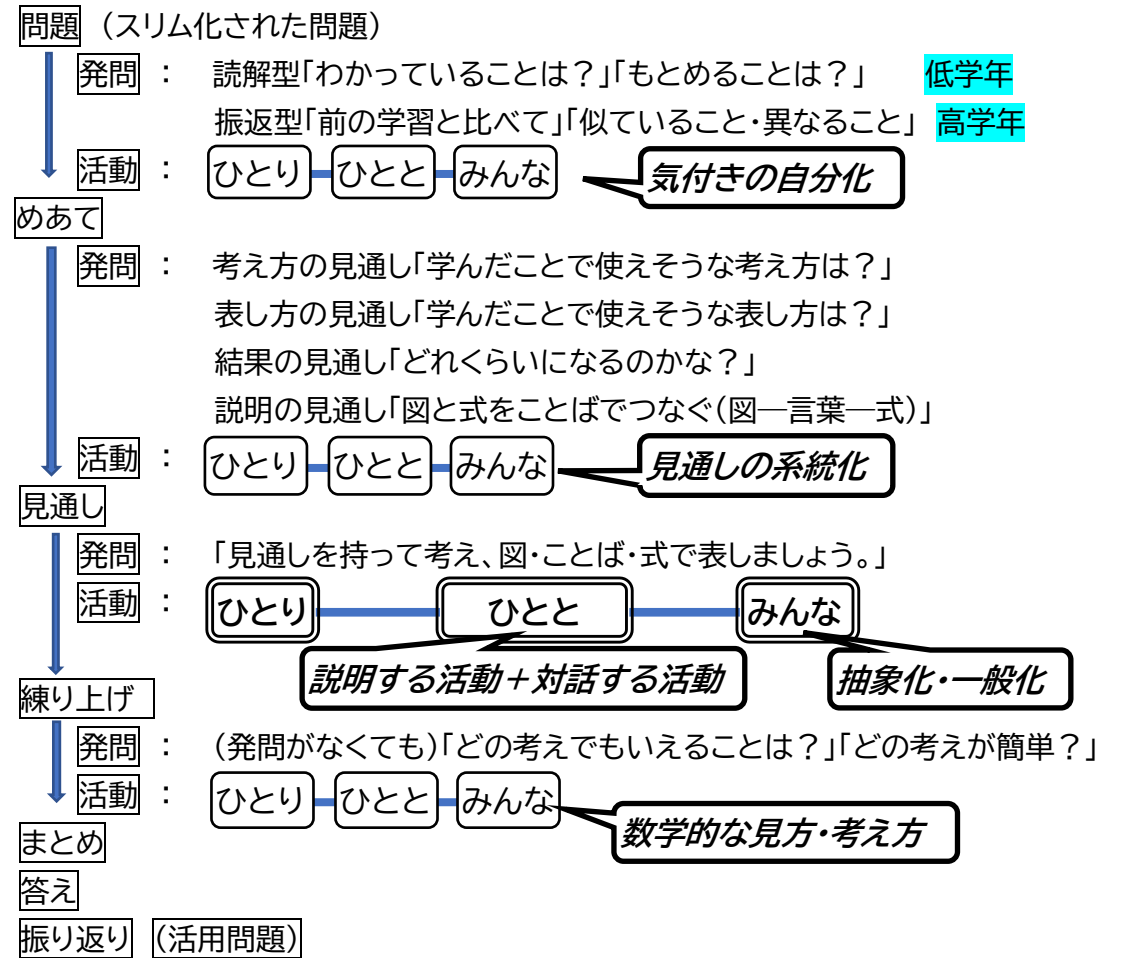 問題 （スリム化された問題）
発問 ： 読解型「わかっていることは？」「もとめることは？」 低学年
振返型「前の学習と比べて」「似ていること・異なること」 高学年
活動 ： ひとり ひとと みんな 気付きの自分化
めあて
発問 ： 考え方の見通し「学んだことで使えそうな考え方は？」
表し方の見通し「学んだことで使えそうな表し方は？」
結果の見通し「どれくらいになるのかな？」
説明の見通し「図と式をことばでつなぐ（図―言葉―式）」
活動 ： ひとり ひとと みんな 見通しの系統化
見通し
発問 ： 「見通しを持って考え、図・ことば・式で表しましょう。」
活動 ： ひとり ひとと みんな
説明する活動＋対話する活動 抽象化・一般化
練り上げ
発問 ： （発問がなくても）「どの考えでもいえることは？」「どの考えが簡単？」
活動 ： ひとり ひとと みんな
数学的な見方・考え方
まとめ
答え
振り返り （活用問題）